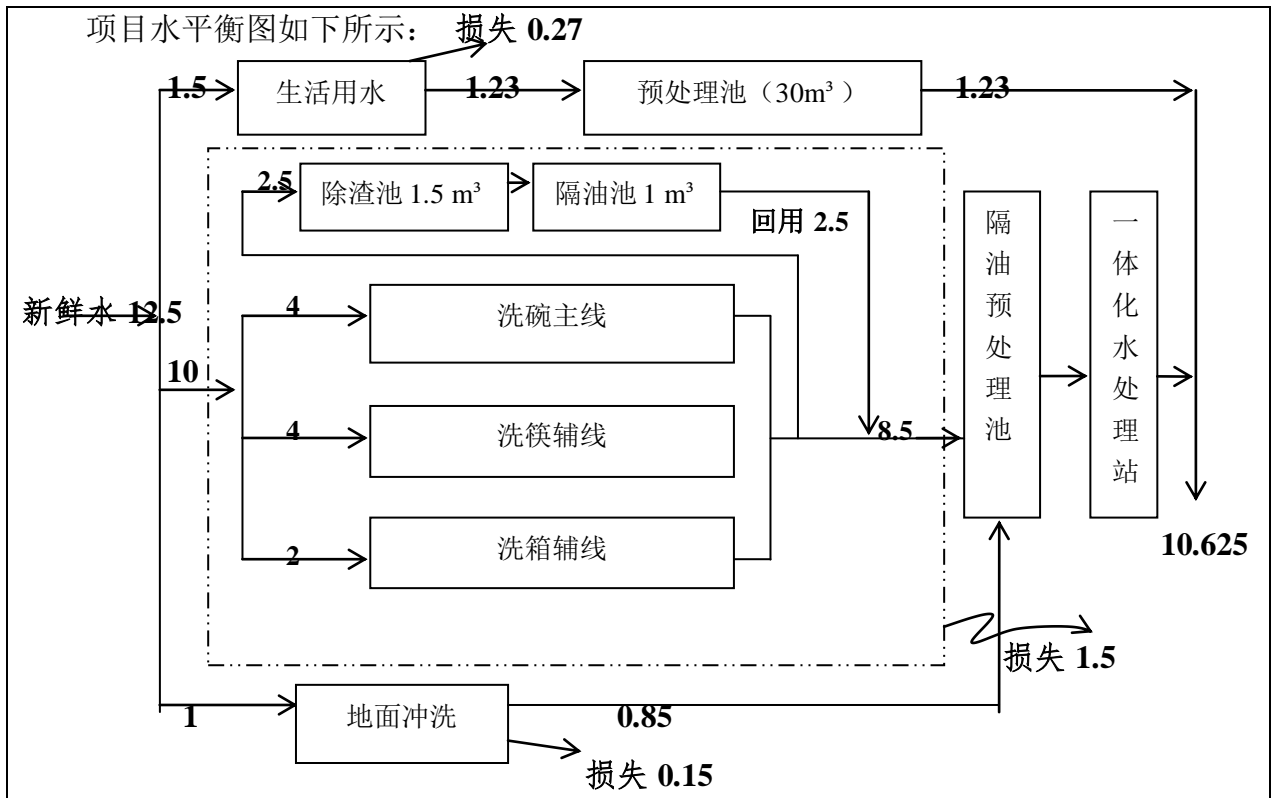 项目水平衡图如下所示：
损失 0.27
1.5
生活用水
1.23
预处理池（30m³）
1.23
2.5
除渣池 1.5 m³
隔油池 1 m³
回用 2.5
隔油预处理池
一体化水处理站
新鲜水 12.5
4
洗碗主线
10
4
洗筷辅线
8.5
2
洗箱辅线
10.625
损失 1.5
1
地面冲洗
0.85
损失 0.15